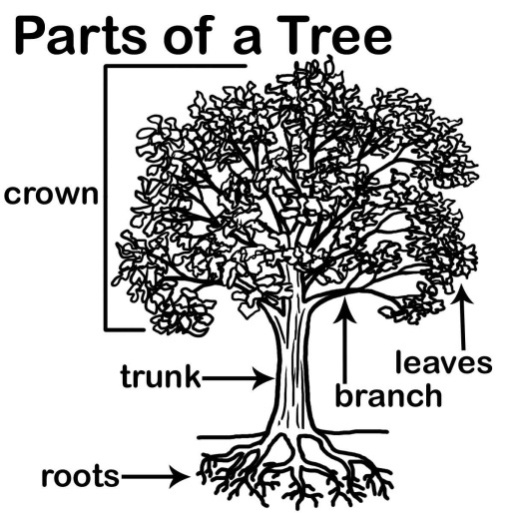 Parts of a Tree
crown
leaves
trunk
branch
roots